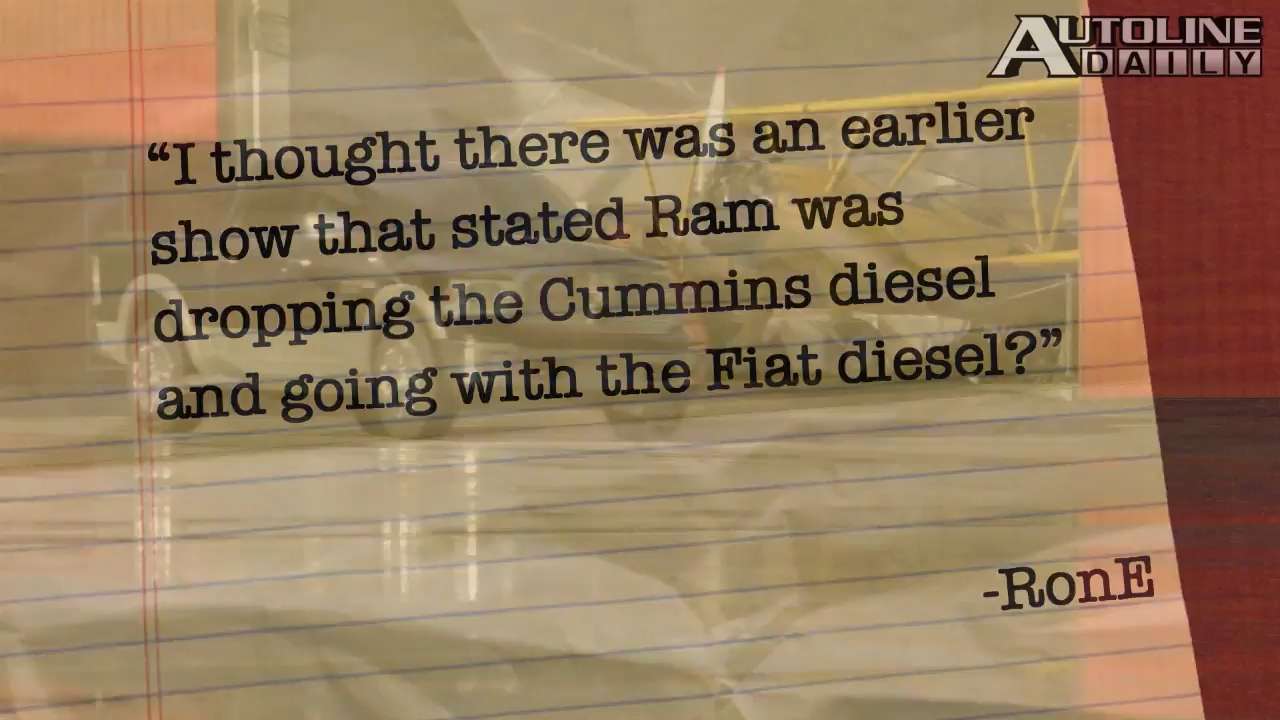 AUTOLINE
DAILY
“I thought there was an earlier
show that stated Ram was
dropping the Cummins diesel
and going with the Fiat diesel?”
-RonE